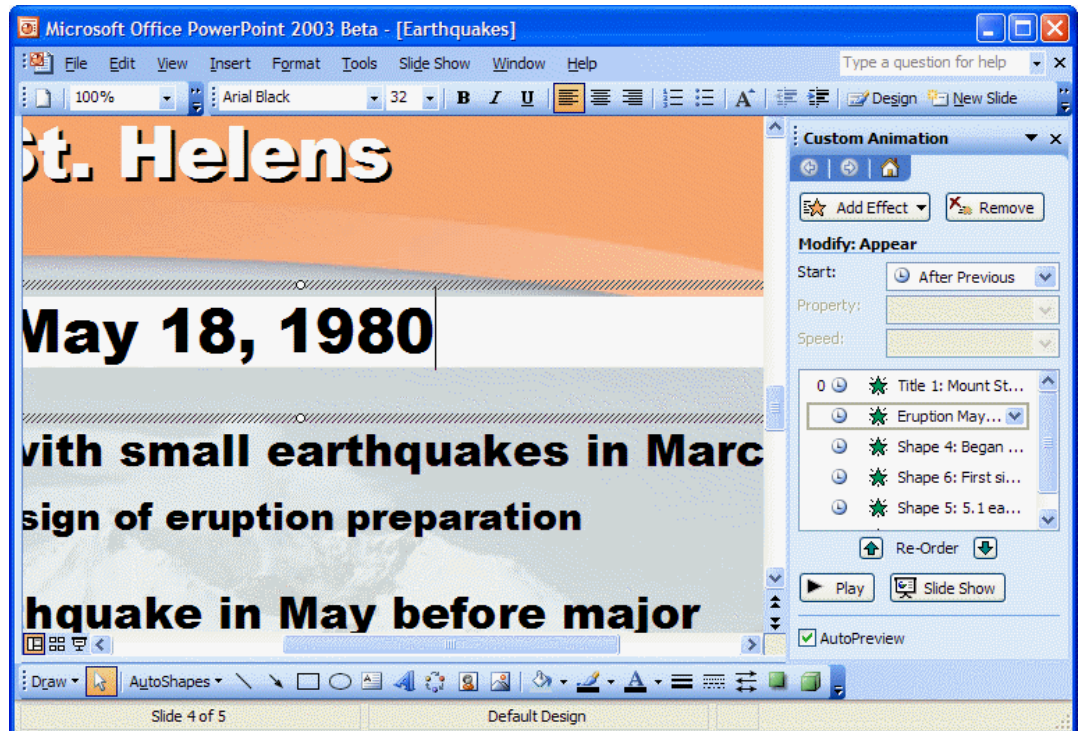 Microsoft Office PowerPoint 2003 Beta - [Earthquakes]
File Edit View Insert Format Tools Slide Show Window Help Type a question for help
100% Arial Black 32 B I U A Design New Slide
St. Helens
May 18, 1980
with small earthquakes in Marc
sign of eruption preparation
hquake in May before major
Custom Animation
Add Effect Remove
Modify: Appear
Start: After Previous
Property:
Speed:
0 Title 1: Mount St...
Eruption May...
Shape 4: Began ...
Shape 6: First si...
Shape 5: 5.1 ea...
Re-Order
Play Slide Show
AutoPreview
Draw AutoShapes A
Slide 4 of 5 Default Design